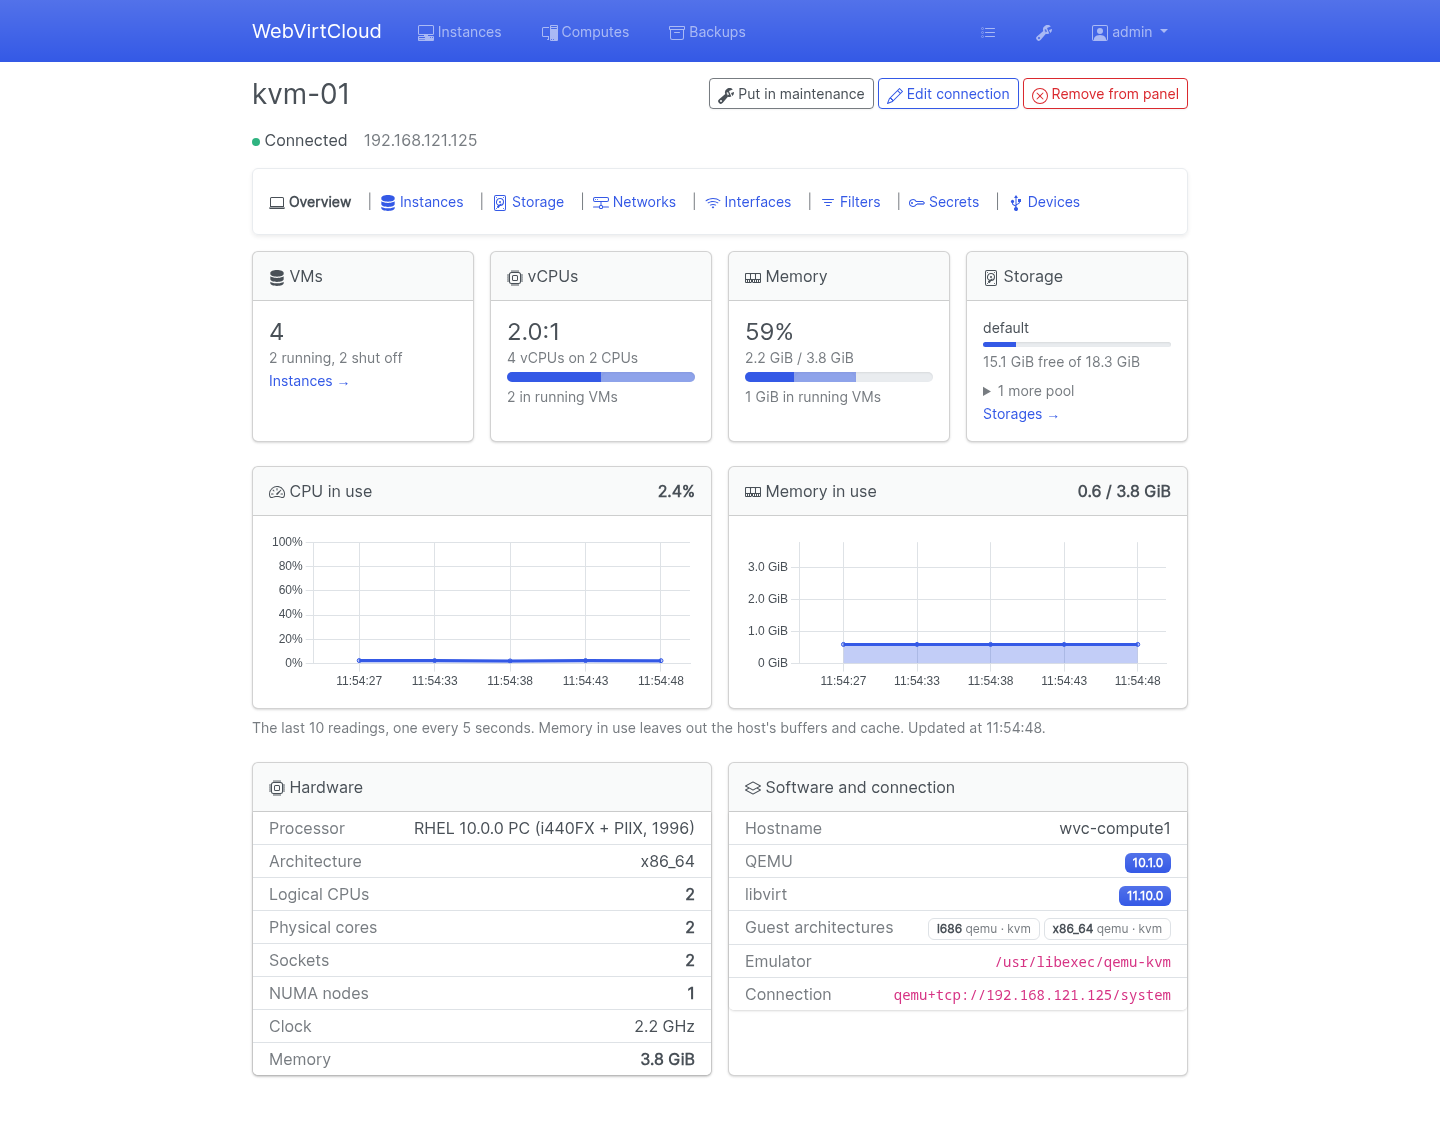 WebVirtCloud Instances Computes Backups admin
kvm-01 Put in maintenance Edit connection Remove from panel
Connected 192.168.121.125
Overview | Instances | Storage | Networks | Interfaces | Filters | Secrets | Devices
VMs
4
2 running, 2 shut off
Instances →
vCPUs
2.0:1
4 vCPUs on 2 CPUs
2 in running VMs
Memory
59%
2.2 GiB / 3.8 GiB
1 GiB in running VMs
Storage
default
15.1 GiB free of 18.3 GiB
▶ 1 more pool
Storages →
CPU in use 2.4%
100%
80%
60%
40%
20%
0%
11:54:27 11:54:33 11:54:38 11:54:43 11:54:48
Memory in use 0.6 / 3.8 GiB
3.0 GiB
2.0 GiB
1.0 GiB
0 GiB
11:54:27 11:54:33 11:54:38 11:54:43 11:54:48
The last 10 readings, one every 5 seconds. Memory in use leaves out the host's buffers and cache. Updated at 11:54:48.
Hardware
Processor RHEL 10.0.0 PC (i440FX + PIIX, 1996)
Architecture x86_64
Logical CPUs 2
Physical cores 2
Sockets 2
NUMA nodes 1
Clock 2.2 GHz
Memory 3.8 GiB
Software and connection
Hostname wvc-compute1
QEMU 10.1.0
libvirt 11.10.0
Guest architectures I686 qemu · kvm x86_64 qemu · kvm
Emulator /usr/libexec/qemu-kvm
Connection qemu+tcp://192.168.121.125/system